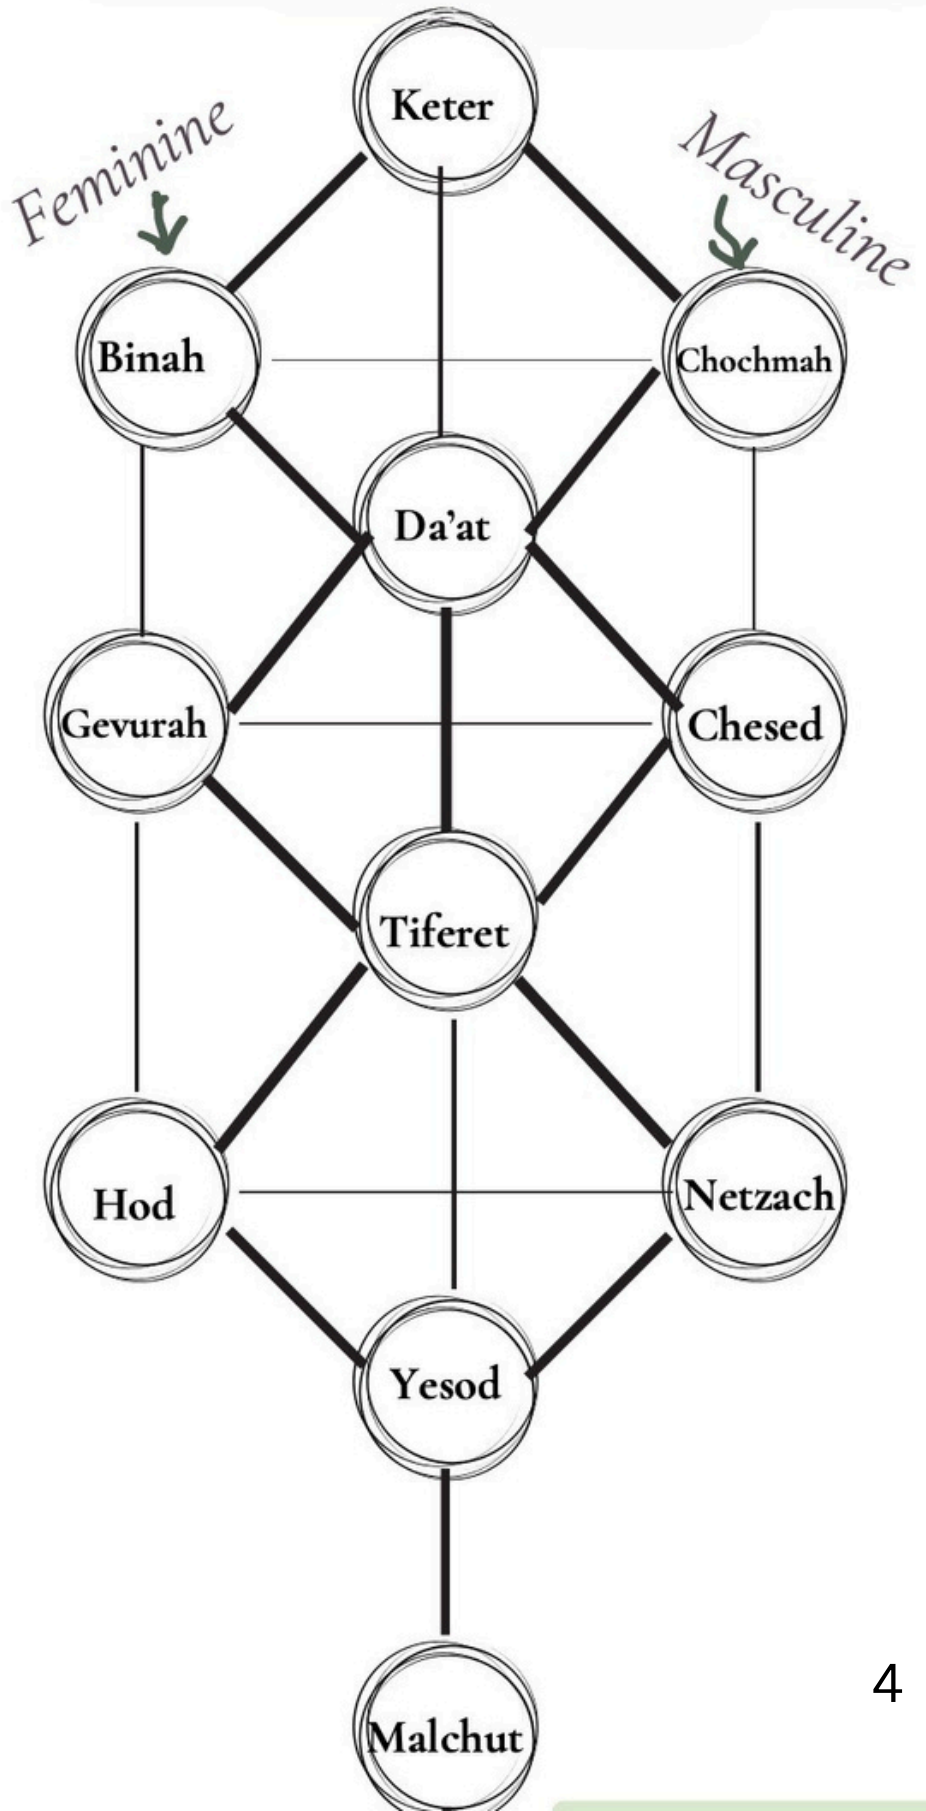 Keter
Feminine
Masculine
Binah
Chochmah
Da’at
Gevurah
Chesed
Tiferet
Hod
Netzach
Yesod
4
Malchut